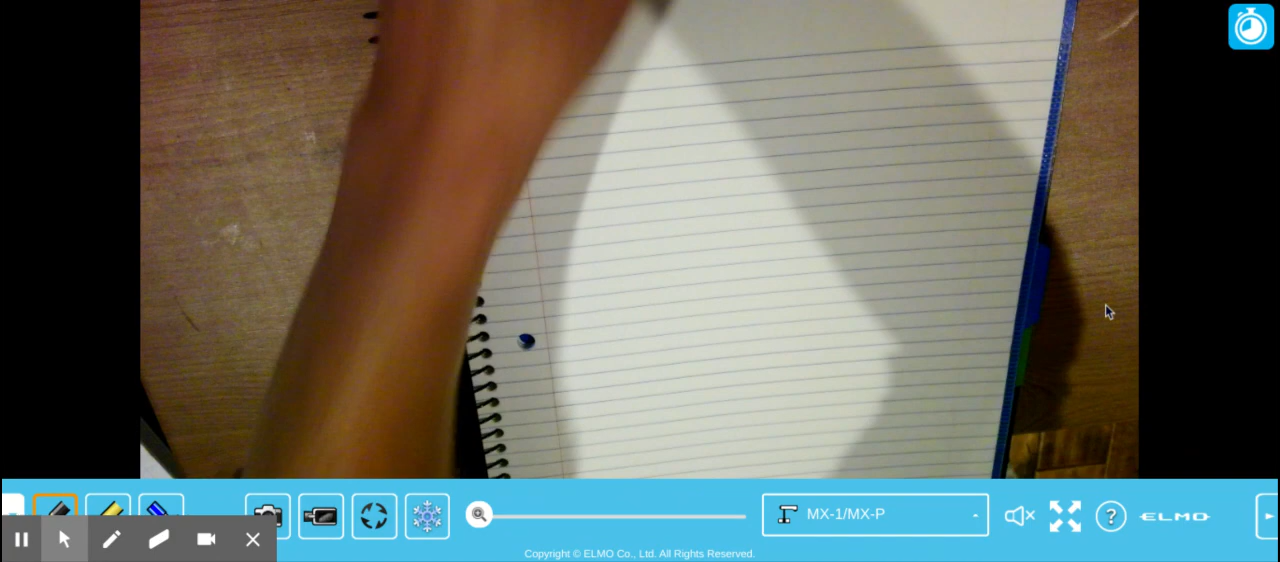 MX-1/MX-P
?
ELMO
Copyright © ELMO Co., Ltd. All Rights Reserved.